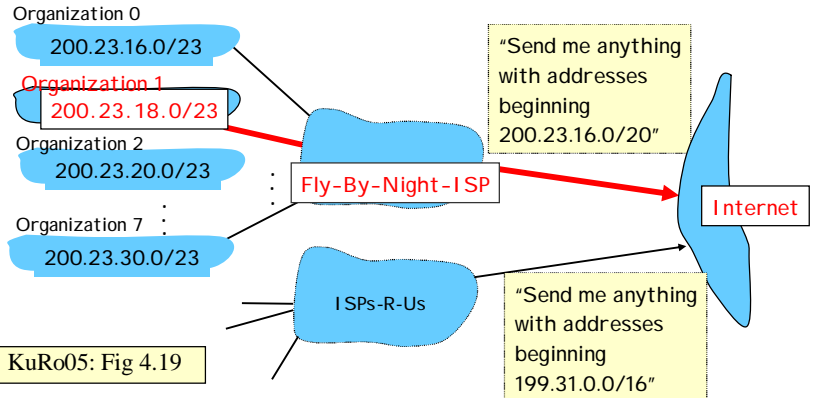 Organization 0
200.23.16.0/23
Organization 1
200.23.18.0/23
Organization 2
200.23.20.0/23
Organization 7
200.23.30.0/23
Fly-By-Night-ISP
"Send me anything
with addresses
beginning
200.23.16.0/20"
Internet
ISPs-R-Us
"Send me anything
with addresses
beginning
199.31.0.0/16"
KuRo05: Fig 4.19